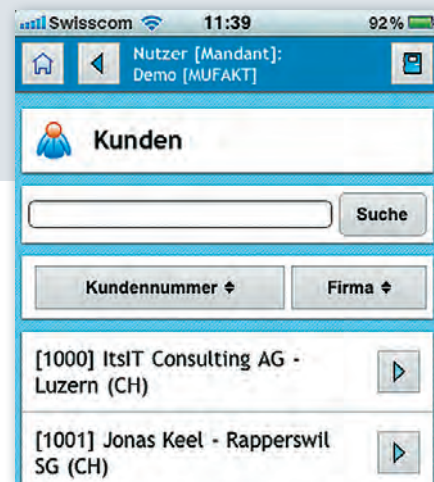 Swisscom 11:39 92%
Nutzer [Mandant]:
Demo [MUFAKT]
Kunden
Suche
Kundennummer Firma
[1000] ItsIT Consulting AG -
Luzern (CH)
[1001] Jonas Keel - Rapperswil
SG (CH)